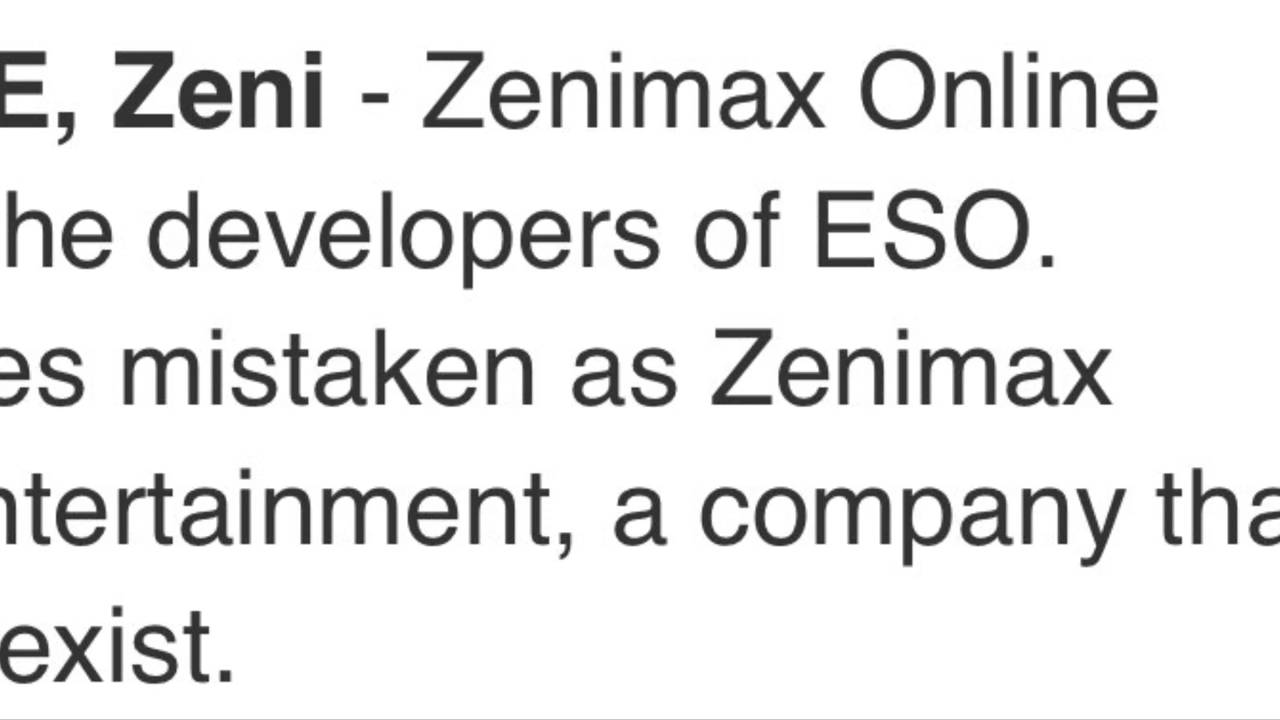 E, Zeni - Zenimax Online
he developers of ESO.
es mistaken as Zenimax
ntertainment, a company tha
exist.